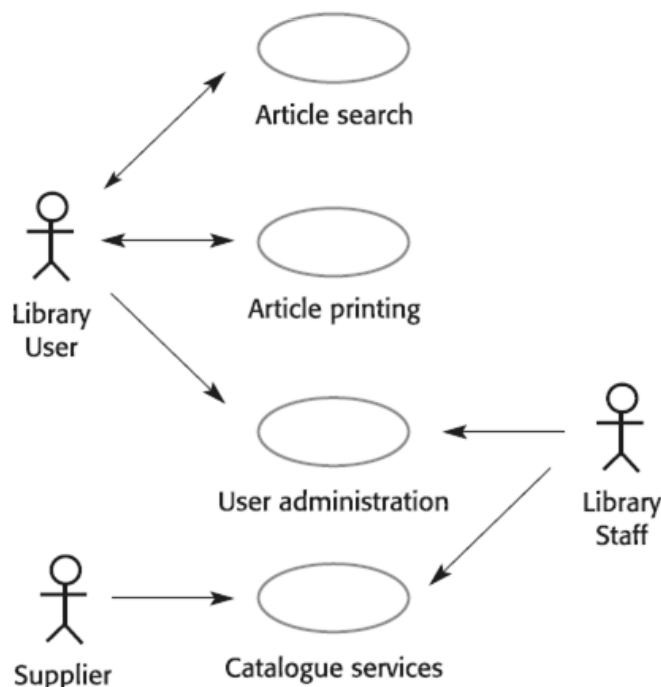 Article search
Article printing
Library
User
User administration
Library
Staff
Supplier
Catalogue services